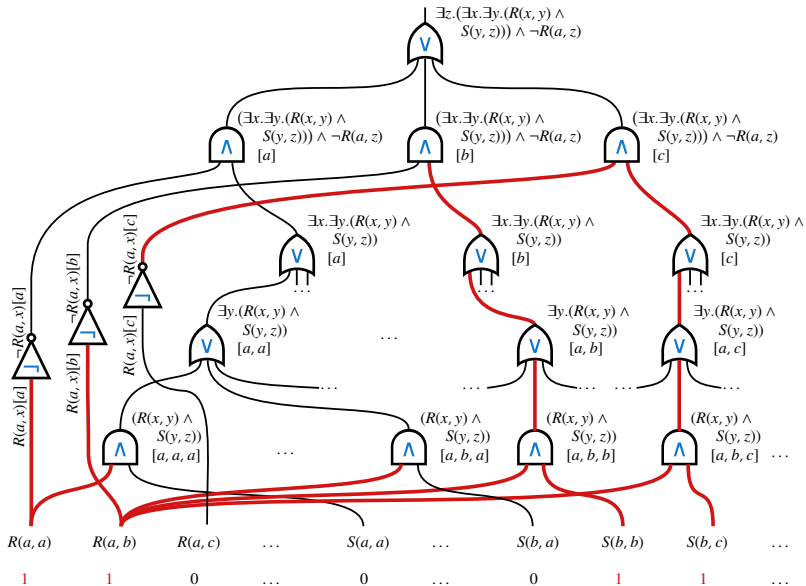 ∃z.(∃x.∃y.(R(x, y) ∧
S(y, z))) ∧ ¬R(a, z)
∨
(∃x.∃y.(R(x, y) ∧
S(y, z))) ∧ ¬R(a, z)
[a]
∧
(∃x.∃y.(R(x, y) ∧
S(y, z))) ∧ ¬R(a, z)
[b]
∧
(∃x.∃y.(R(x, y) ∧
S(y, z))) ∧ ¬R(a, z)
[c]
∧
∃x.∃y.(R(x, y) ∧
S(y, z))
[a]
∨
...
∃x.∃y.(R(x, y) ∧
S(y, z))
[b]
∨
...
∃x.∃y.(R(x, y) ∧
S(y, z))
[c]
∨
...
¬R(a, x)[a]
¬
R(a, x)[a]
¬R(a, x)[b]
¬
R(a, x)[b]
¬R(a, x)[c]
¬
R(a, x)[c]
∃y.(R(x, y) ∧
S(y, z))
[a, a]
∨
...
∃y.(R(x, y) ∧
S(y, z))
[a, b]
∨
∃y.(R(x, y) ∧
S(y, z))
[a, c]
∨
... ... ... ...
(R(x, y) ∧
S(y, z))
[a, a, a]
∧
...
(R(x, y) ∧
S(y, z))
[a, b, a]
∧
(R(x, y) ∧
S(y, z))
[a, b, b]
∧
(R(x, y) ∧
S(y, z))
[a, b, c]
∧
...
R(a, a) R(a, b) R(a, c) ... S(a, a) ... S(b, a) S(b, b) S(b, c) ...
1 1 0 ... 0 ... 0 1 1 ...